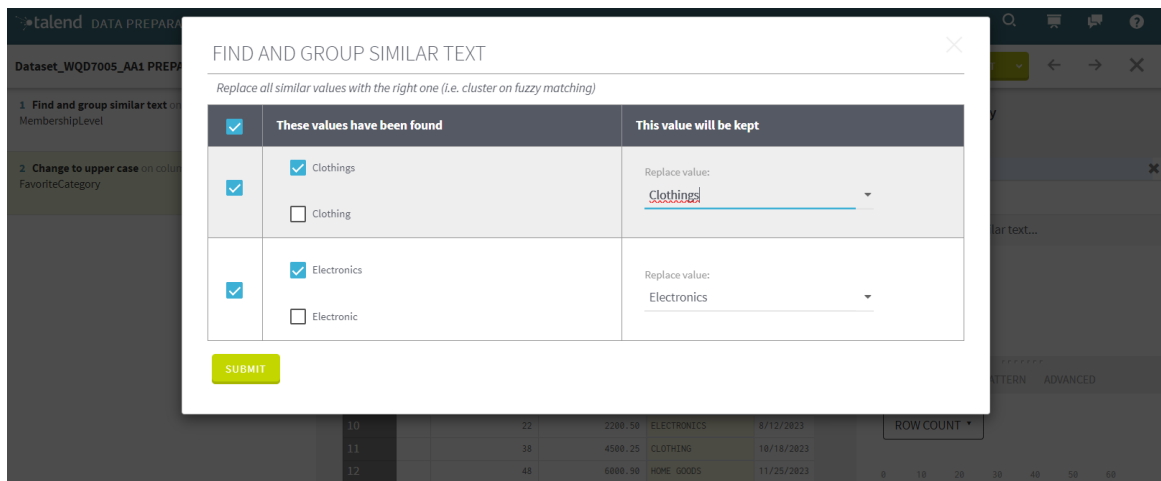 talend DATA PREPARA
FIND AND GROUP SIMILAR TEXT
Dataset_WQD7005_AA1 PREPA
Replace all similar values with the right one (i.e. cluster on fuzzy matching)
1 Find and group similar text on
MembershipLevel
These values have been found
This value will be kept
y
2 Change to upper case on colum
FavoriteCategory
Clothings
Replace value:
Clothings
Clothing
lar text...
Electronics
Replace value:
Electronics
Electronic
SUBMIT
ATTERN ADVANCED
10 22 2200.50 ELECTRONICS 8/12/2023
ROW COUNT
11 38 4500.25 CLOTHING 10/18/2023
12 48 6000.90 HOME GOODS 11/25/2023
0 10 20 30 40 50 60